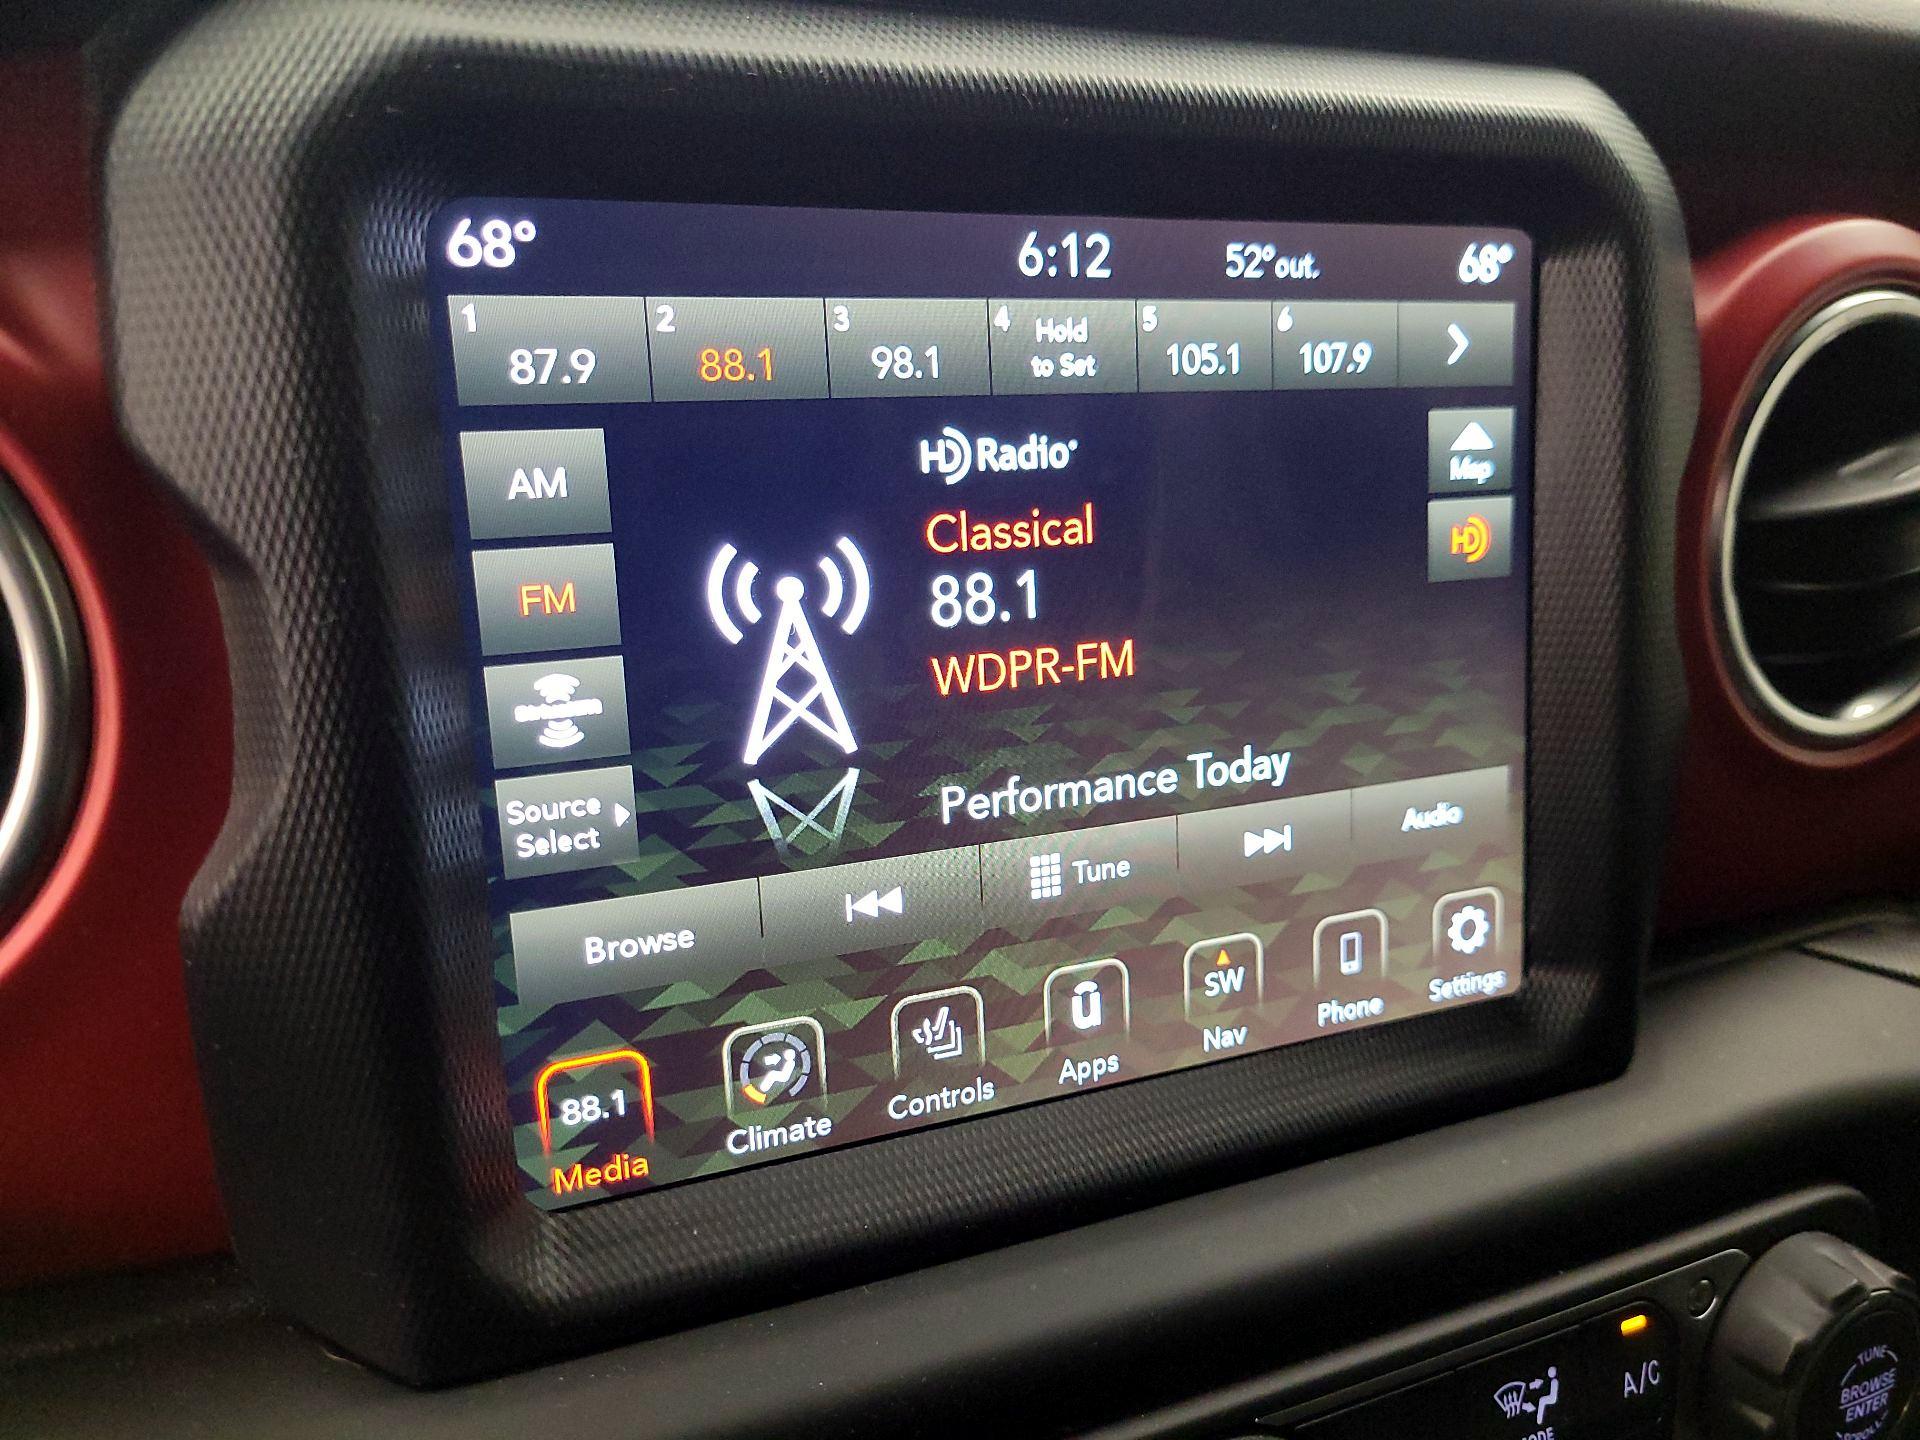 68° 6:12 52°out. 68°
1 2 3 4 Hold 5 6
87.9 88.1 98.1 to Set 105.1 107.9
HD Radio
AM
Classical
Map
HD
FM
88.1
WDPR-FM
Source
Select
Performance Today
Browse Tune Audio
88.1 SW
Media Climate Controls Apps Nav Phone Settings
A/C
TUNE
BROWSE
ENTER